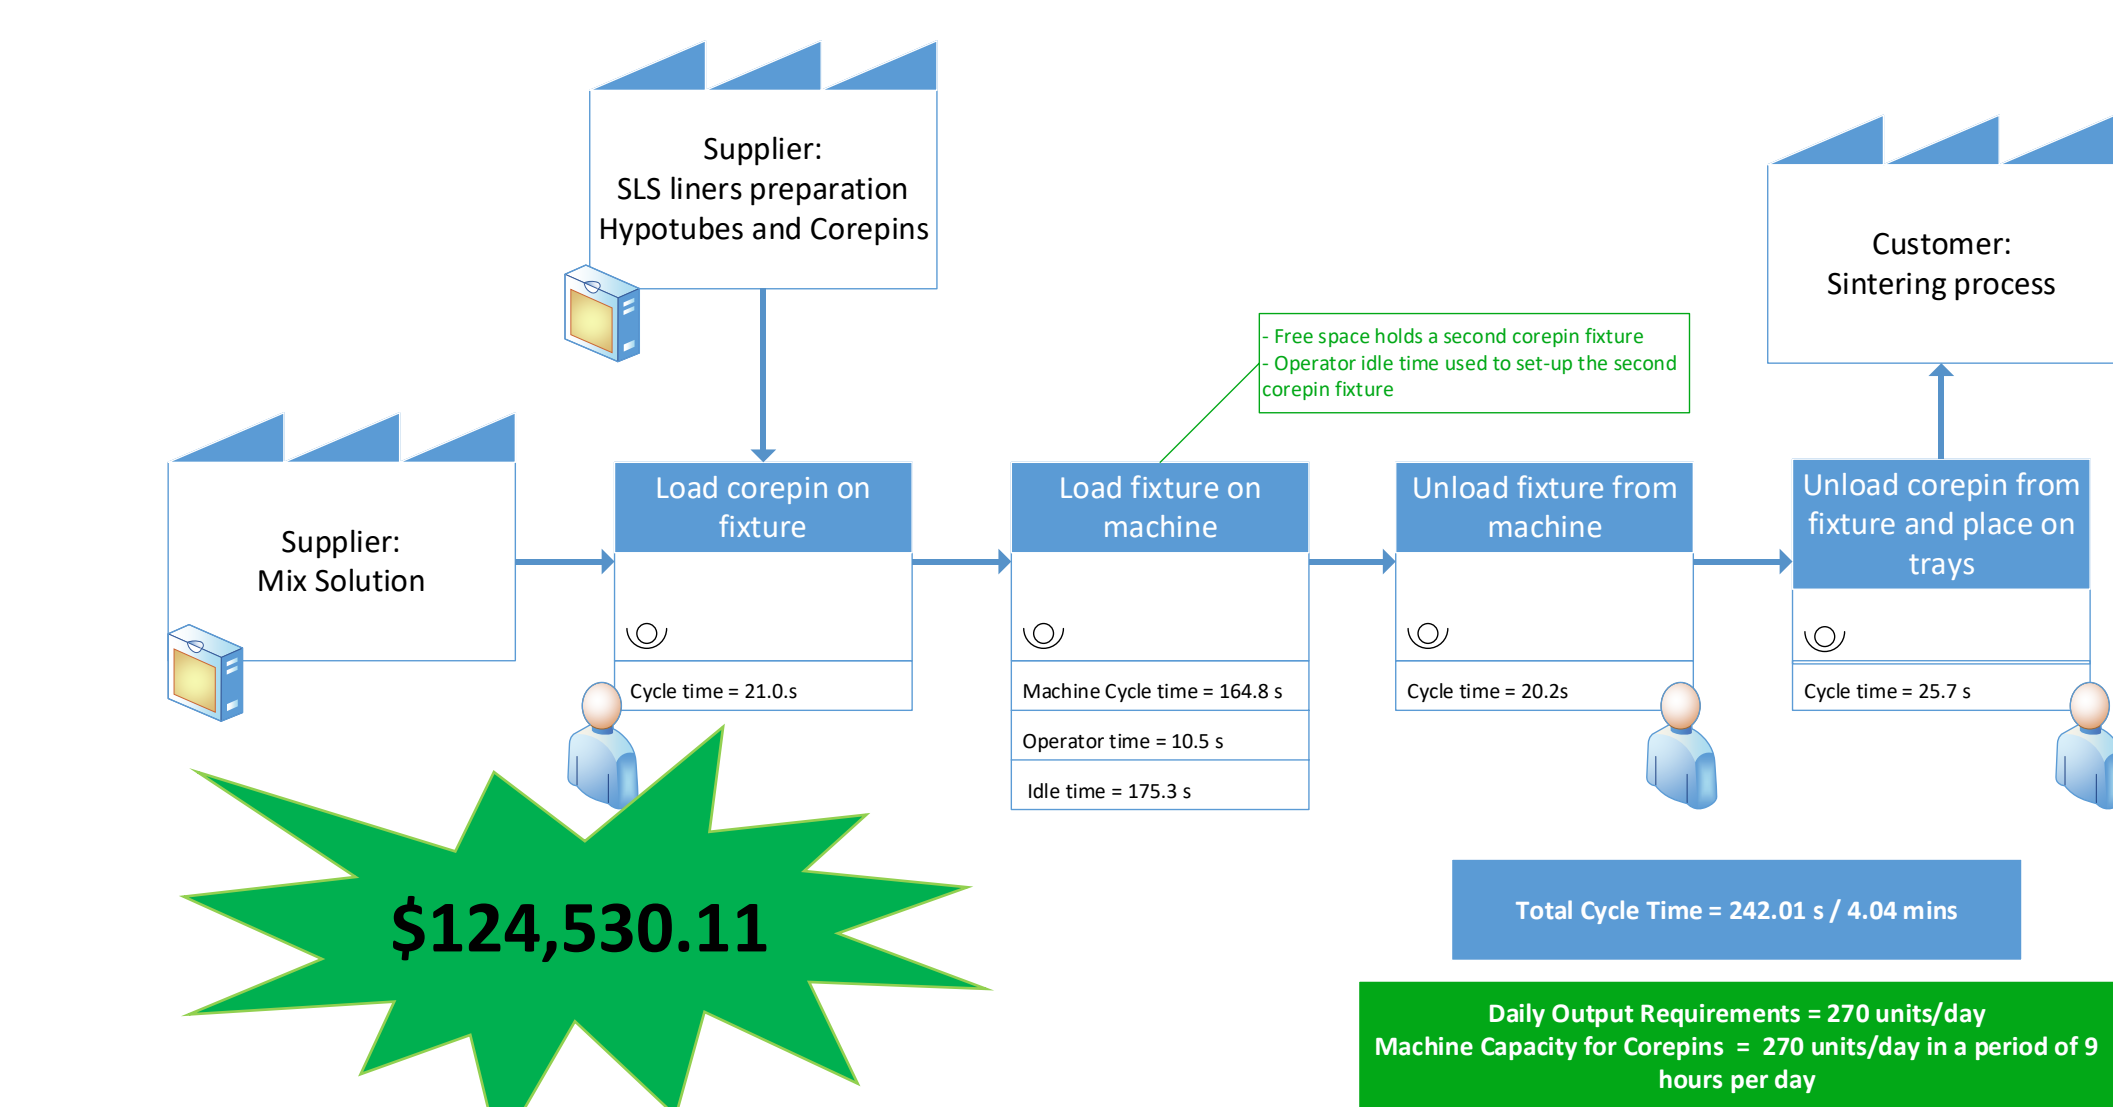 Supplier:
SLS liners preparation
Hypotubes and Corepins
Customer:
Sintering process
- Free space holds a second corepin fixture
- Operator idle time used to set-up the second
corepin fixture
Supplier:
Mix Solution
Load corepin on
fixture
Cycle time = 21.0.s
Load fixture on
machine
Machine Cycle time = 164.8 s
Operator time = 10.5 s
Idle time = 175.3 s
Unload fixture from
machine
Cycle time = 20.2s
Unload corepin from
fixture and place on
trays
Cycle time = 25.7 s
$124,530.11
Total Cycle Time = 242.01 s / 4.04 mins
Daily Output Requirements = 270 units/day
Machine Capacity for Corepins = 270 units/day in a period of 9
hours per day